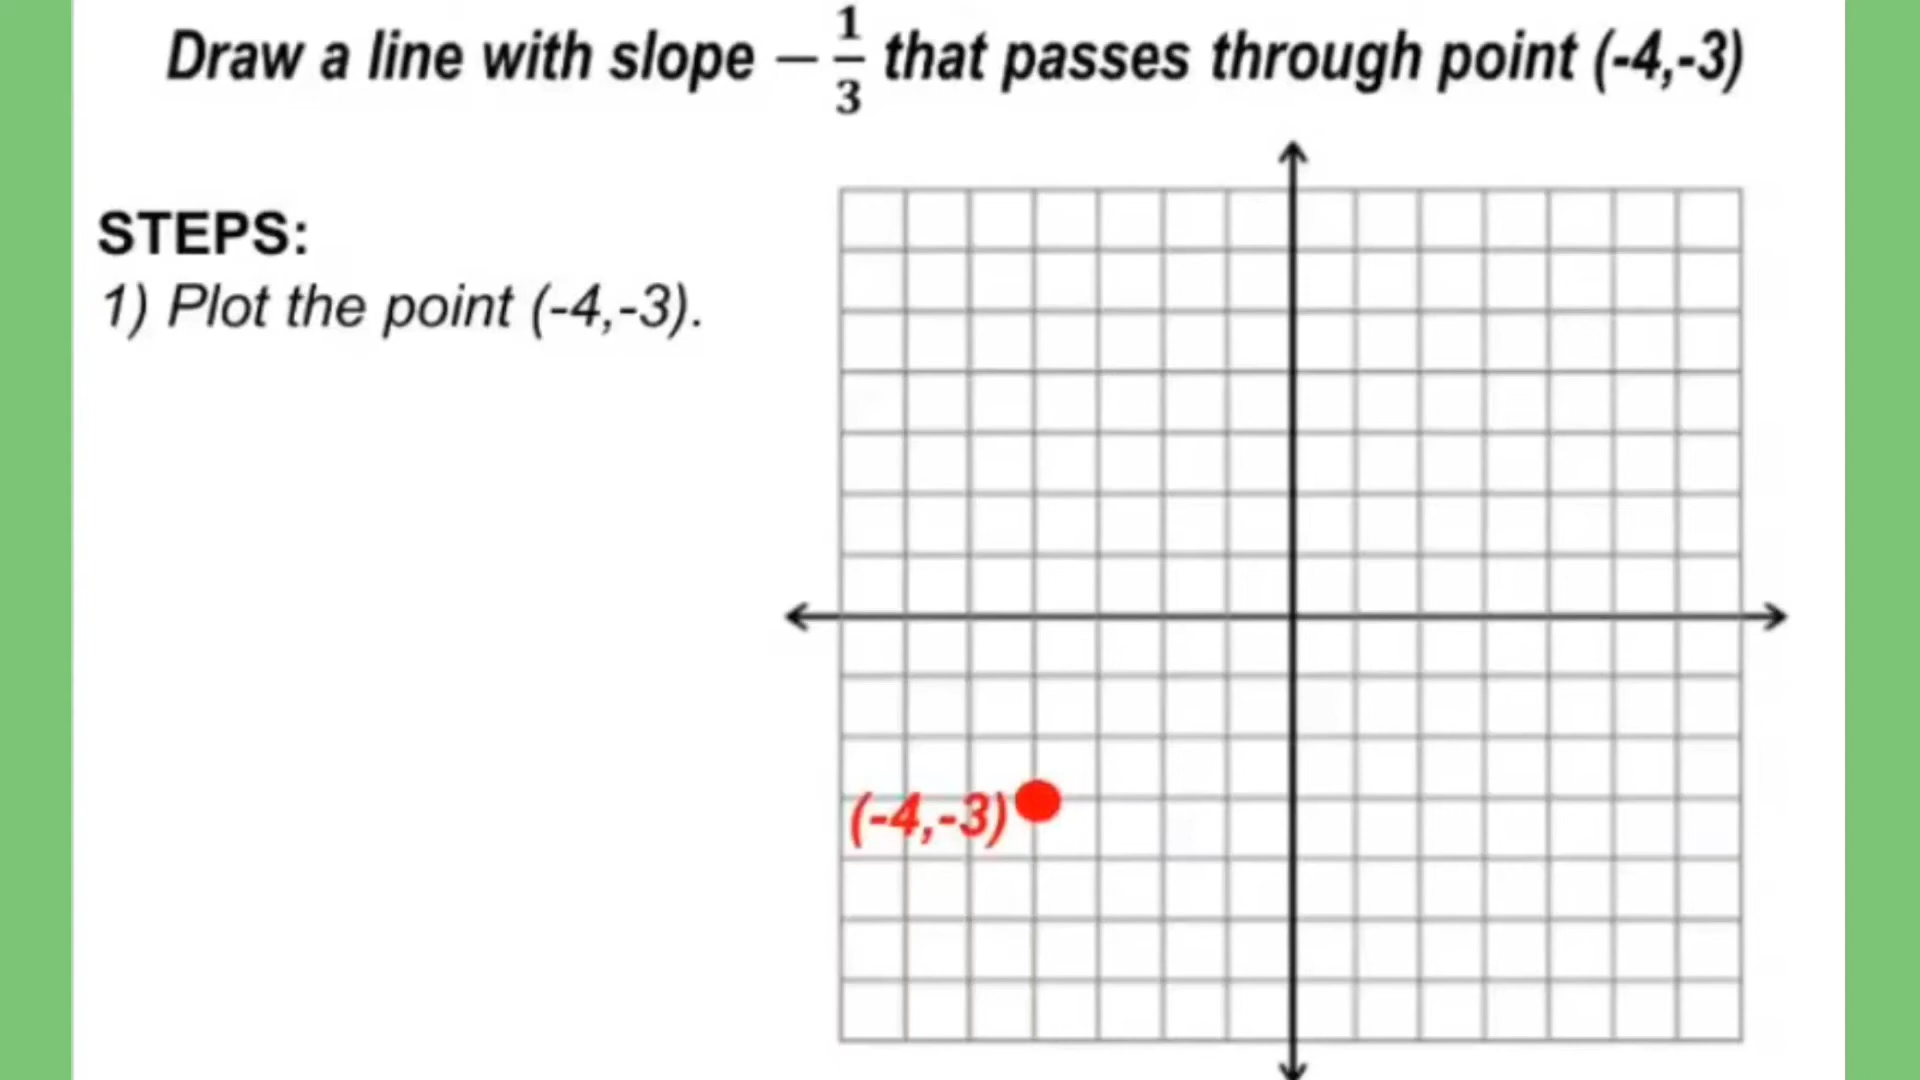 Draw a line with slope −1/3 that passes through point (-4,-3)
STEPS:
1) Plot the point (-4,-3).
(-4,-3)